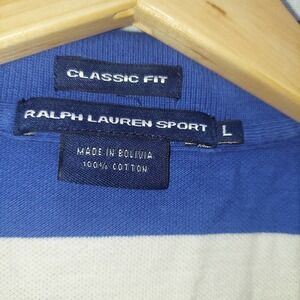 CLASSIC FIT
RALPH LAUREN SPORT L
MADE IN BOLIVIA
100% COTTON